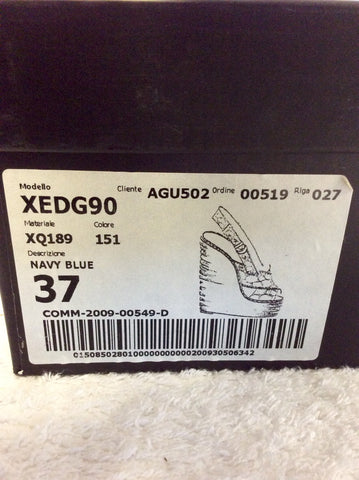 Modello Cliente AGU502 Ordine 00519 Riga 027
XEDG90
Materiale Colore
XQ189 151
Descrizione
NAVY BLUE
37
COMM-2009-00549-D
0150850280100000000000200930506342